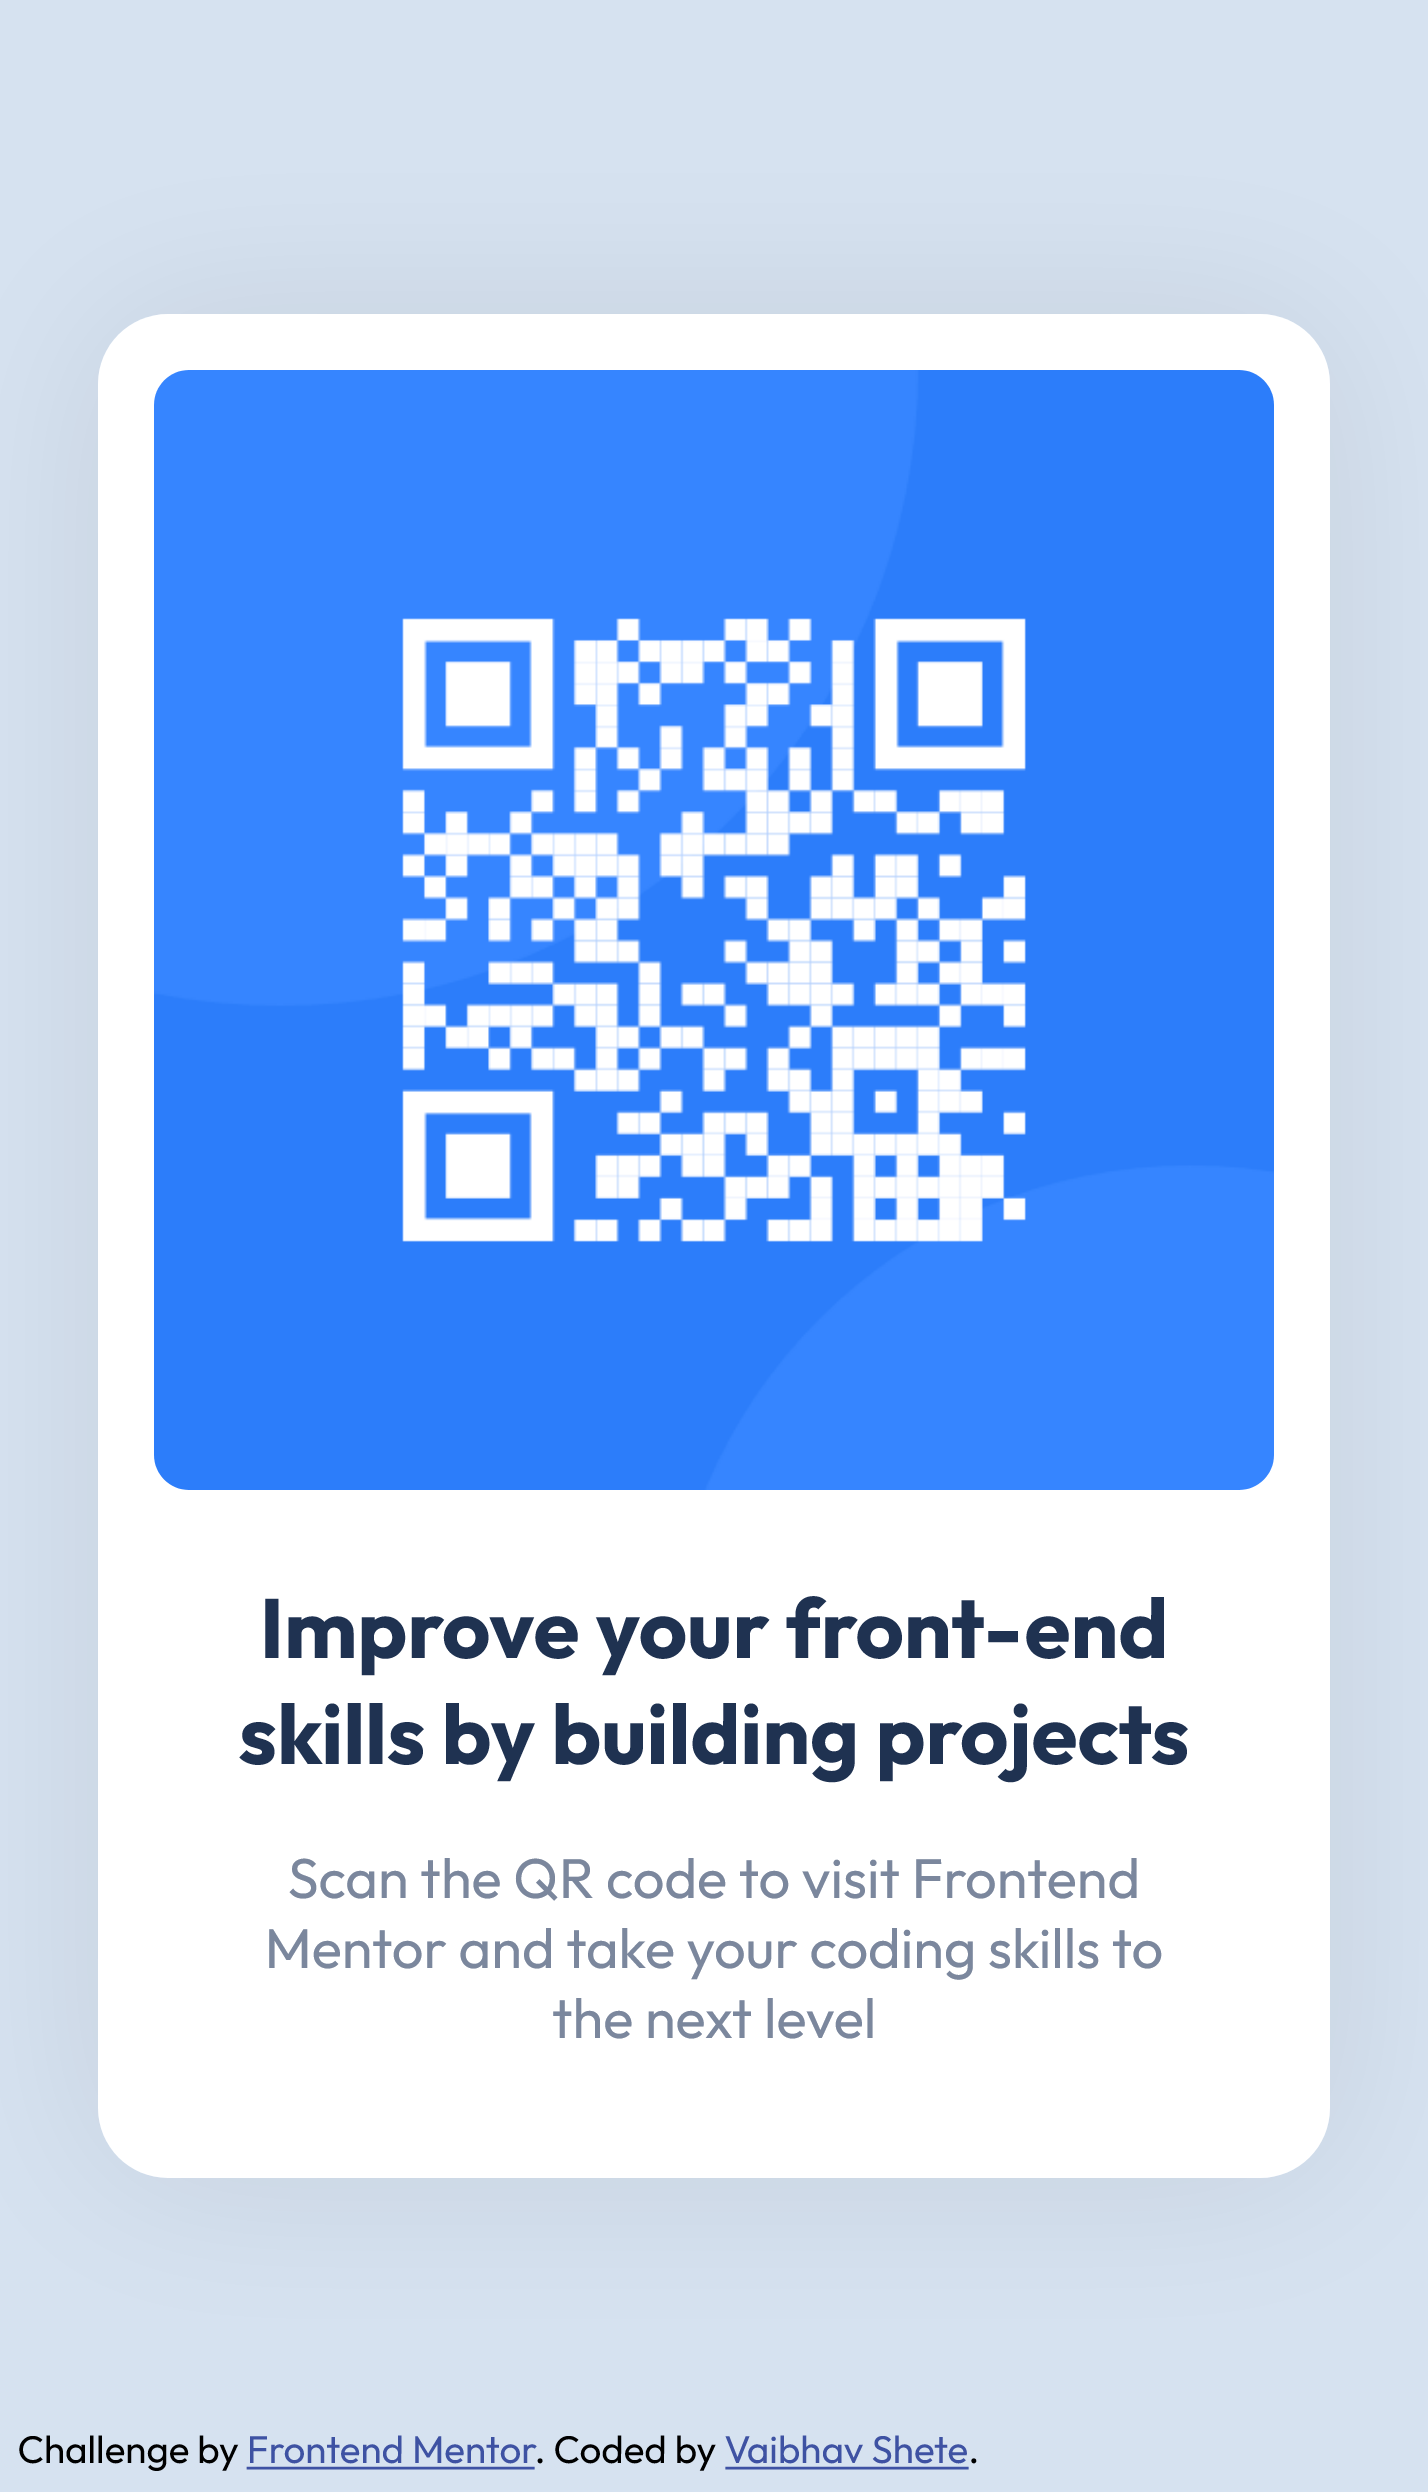 Improve your front-end
skills by building projects
Scan the QR code to visit Frontend
Mentor and take your coding skills to
the next level
Challenge by Frontend Mentor. Coded by Vaibhav Shete.